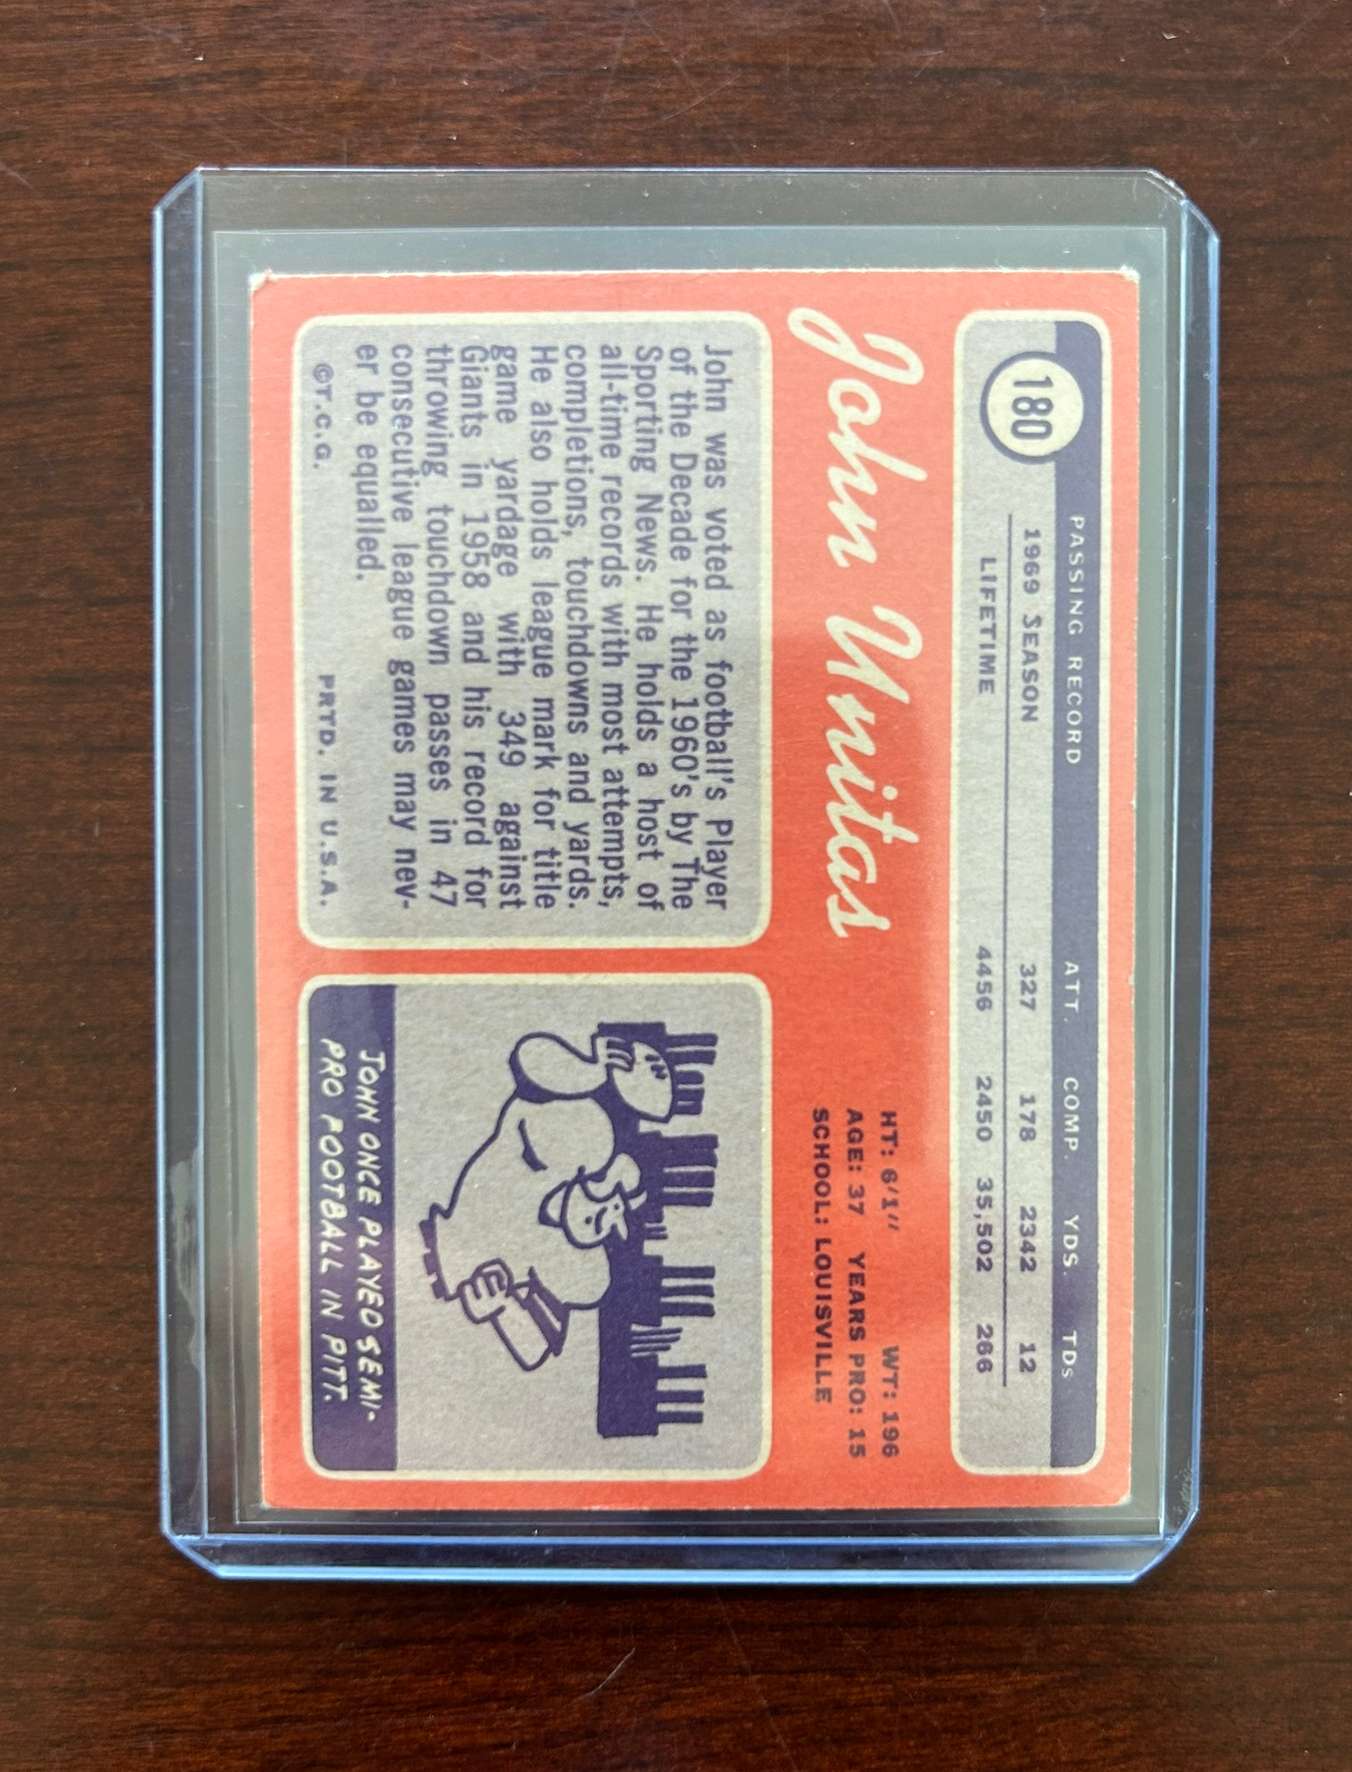 180
PASSING RECORD ATT. COMP. YDS. TDs
1969 SEASON 327 178 2342 12
LIFETIME 4456 2450 35,502 266
John Unitas
HT: 6'1" WT: 196
AGE: 37 YEARS PRO: 15
SCHOOL: LOUISVILLE
John was voted as football's Player
of the Decade for the 1960's by The
Sporting News. He holds a host of
all-time records with most attempts,
completions, touchdowns and yards.
He also holds league mark for title
game yardage with 349 against
Giants in 1958 and his record for
throwing touchdown passes in 47
consecutive league games may nev-
er be equalled.
©T.C.G. PRTD. IN U.S.A.
JOHN ONCE PLAYED SEMI-
PRO FOOTBALL IN PITT.